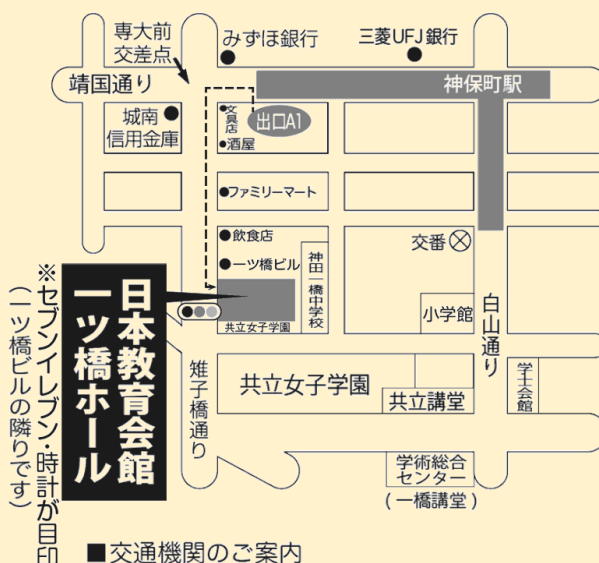 専大前
交差点
みずほ銀行
三菱UFJ銀行
靖国通り
神保町駅
城南
信用金庫
文具店
出口A1
酒屋
ファミリーマート
飲食店
交番
一ツ橋ビル
神田一橋中学校
共立女子学園
小学館
白山通り
日本教育会館
一ツ橋ホール
※セブンイレブン・時計が目印
(一ツ橋ビルの隣りです)
雉子橋通り
共立女子学園
共立講堂
学士会館
学術総合
センター
(一橋講堂)
■交通機関のご案内